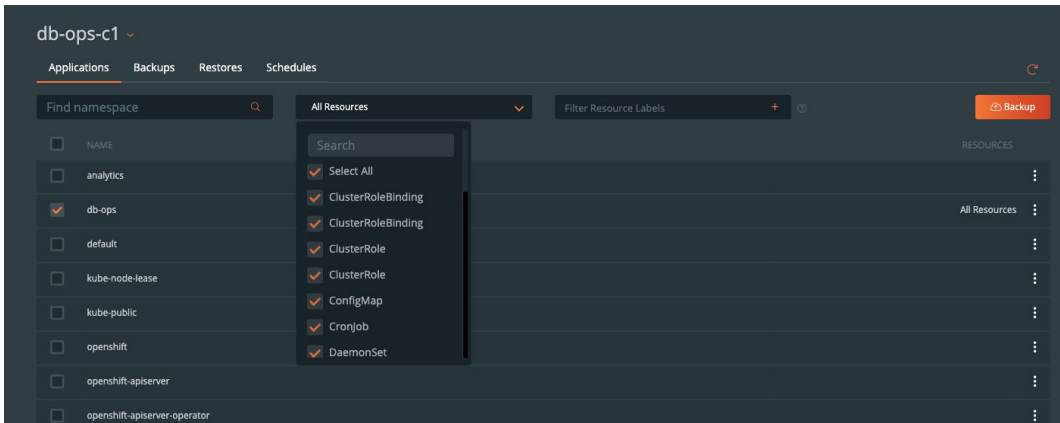 db-ops-c1
Applications Backups Restores Schedules
Find namespace All Resources Filter Resource Labels + Backup
NAME RESOURCES
Search
Select All
analytics
ClusterRoleBinding
db-ops All Resources
ClusterRoleBinding
default ClusterRole
kube-node-lease ClusterRole
ConfigMap
kube-public
CronJob
openshift DaemonSet
openshift-apiserver
openshift-apiserver-operator